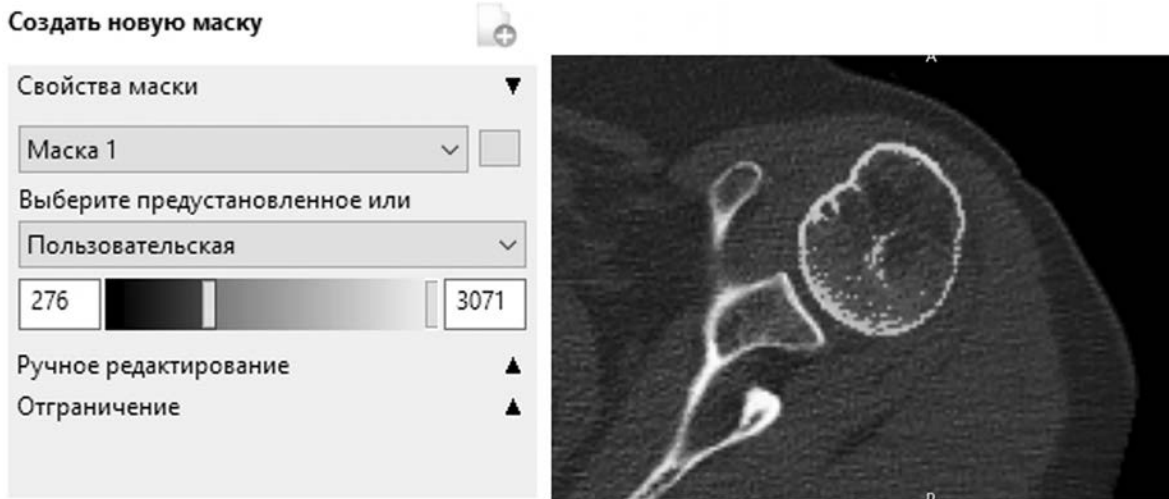 Создать новую маску
Свойства маски
Маска 1
Выберите предустановленное или
Пользовательская
276
3071
Ручное редактирование
Отграничение
A